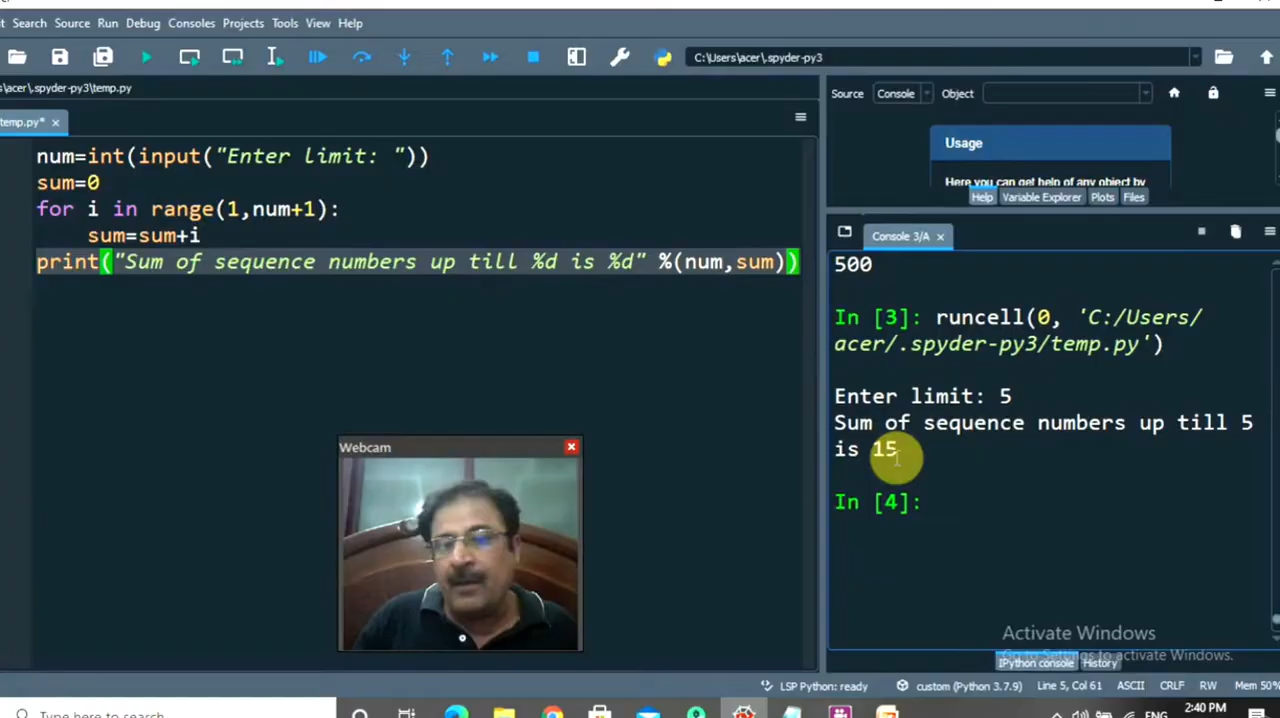 Search Source Run Debug Consoles Projects Tools View Help
C:\Users\acer\.spyder-py3
s\acer\.spyder-py3\temp.py
Source Console Object
temp.py*
Usage
Here you can get help of any object by
Help Variable Explorer Plots Files
num=int(input("Enter limit: "))
sum=0
for i in range(1,num+1):
sum=sum+i
print("Sum of sequence numbers up till %d is %d" %(num,sum))
Console 3/A
500
In [3]: runcell(0, 'C:/Users/
acer/.spyder-py3/temp.py')
Enter limit: 5
Sum of sequence numbers up till 5
is 15
In [4]:
Webcam
Activate Windows
Go to Settings to activate Windows.
IPython console History
LSP Python: ready custom (Python 3.7.9) Line 5, Col 61 ASCII CRLF RW Mem 50%
Type here to search
ENG 2:40 PM